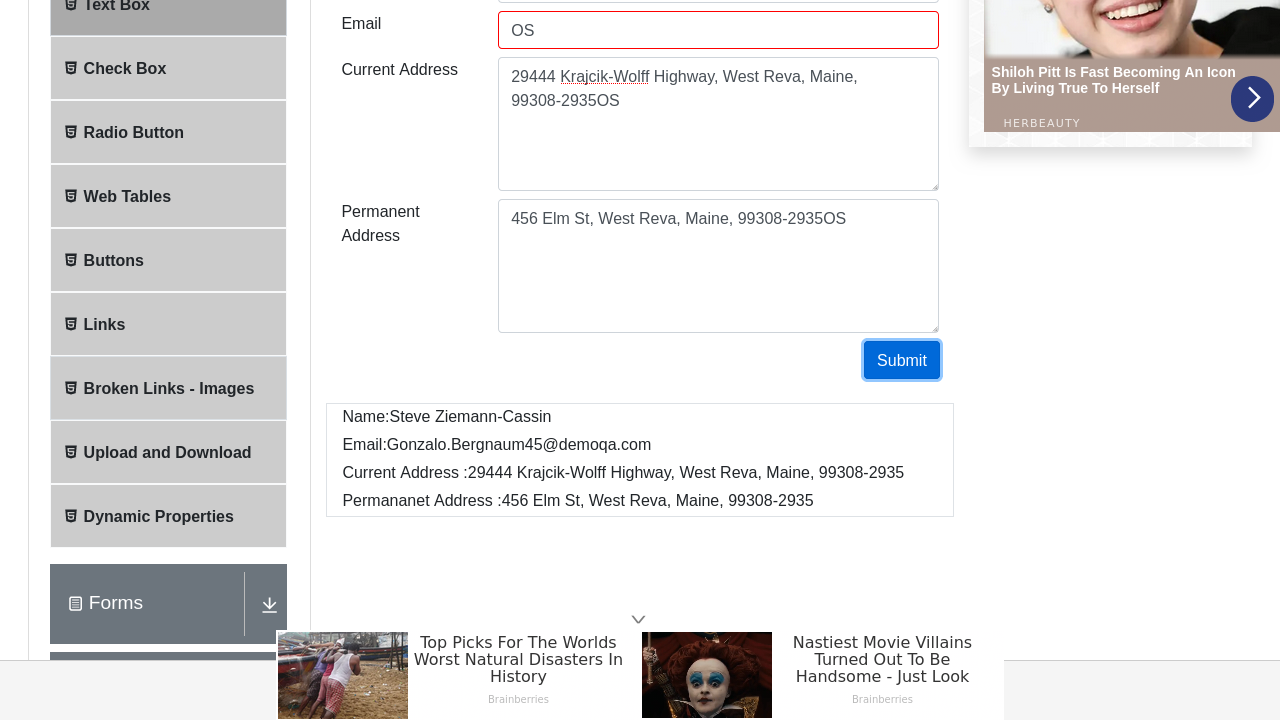 Text Box
Check Box
Radio Button
Web Tables
Buttons
Links
Broken Links - Images
Upload and Download
Dynamic Properties
Forms
Email
OS
Current Address
29444 Krajcik-Wolff Highway, West Reva, Maine,
99308-2935OS
Permanent
Address
456 Elm St, West Reva, Maine, 99308-2935OS
Submit
Name:Steve Ziemann-Cassin
Email:Gonzalo.Bergnaum45@demoqa.com
Current Address :29444 Krajcik-Wolff Highway, West Reva, Maine, 99308-2935
Permananet Address :456 Elm St, West Reva, Maine, 99308-2935
Shiloh Pitt Is Fast Becoming An Icon
By Living True To Herself
HERBEAUTY
Top Picks For The Worlds
Worst Natural Disasters In
History
Brainberries
Nastiest Movie Villains
Turned Out To Be
Handsome - Just Look
Brainberries